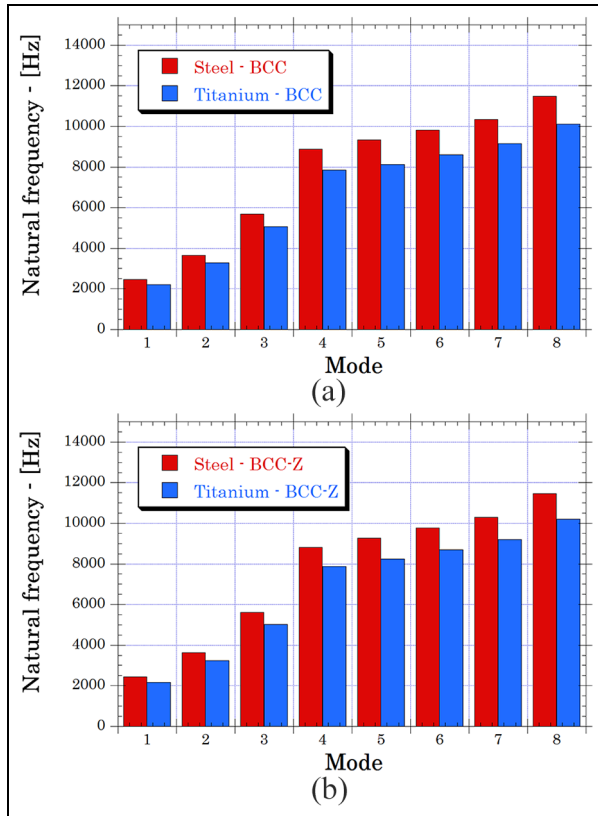 Natural frequency - [Hz]
14000
12000
10000
8000
6000
4000
2000
0
Steel - BCC
Titanium - BCC
1 2 3 4 5 6 7 8
Mode
(a)
Natural frequency - [Hz]
14000
12000
10000
8000
6000
4000
2000
0
Steel - BCC-Z
Titanium - BCC-Z
1 2 3 4 5 6 7 8
Mode
(b)